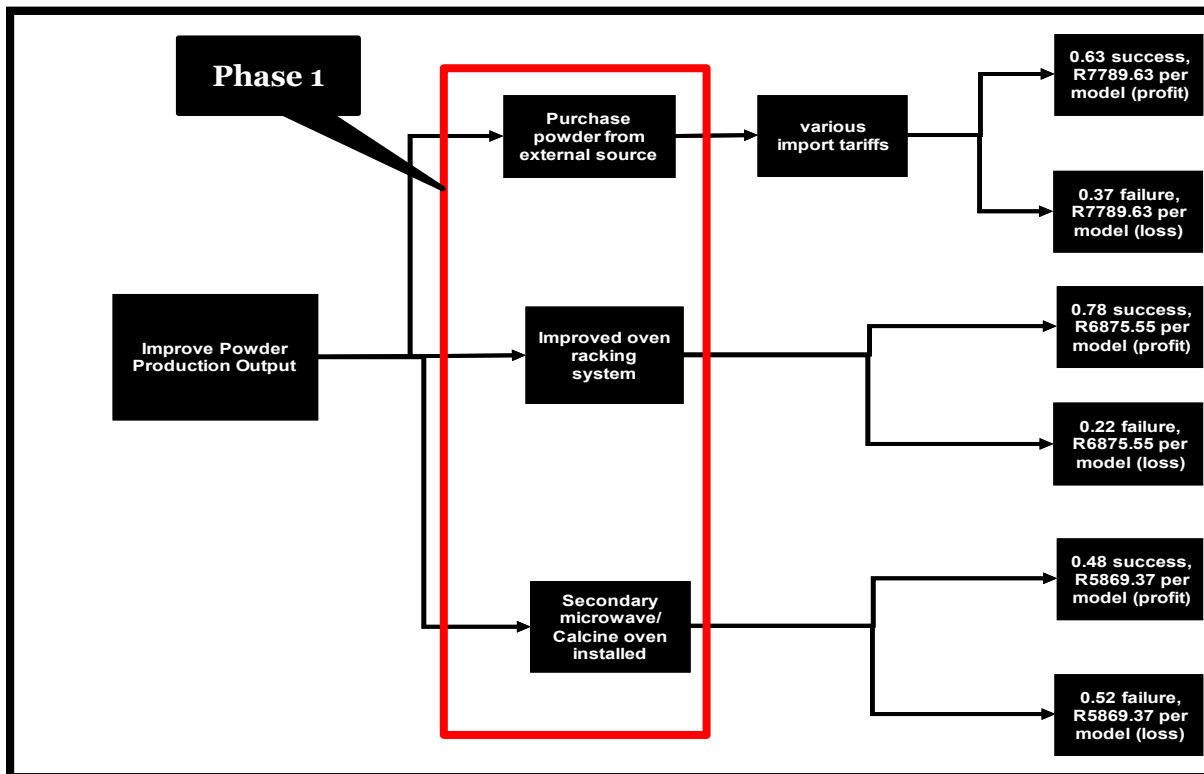 Phase 1
Purchase
powder from
external source
various
import tariffs
0.63 success,
R7789.63 per
model (profit)
0.37 failure,
R7789.63 per
model (loss)
Improve Powder
Production Output
Improved oven
racking
system
0.78 success,
R6875.55 per
model (profit)
0.22 failure,
R6875.55 per
model (loss)
Secondary
microwave/
Calcine oven
installed
0.48 success,
R5869.37 per
model (profit)
0.52 failure,
R5869.37 per
model (loss)